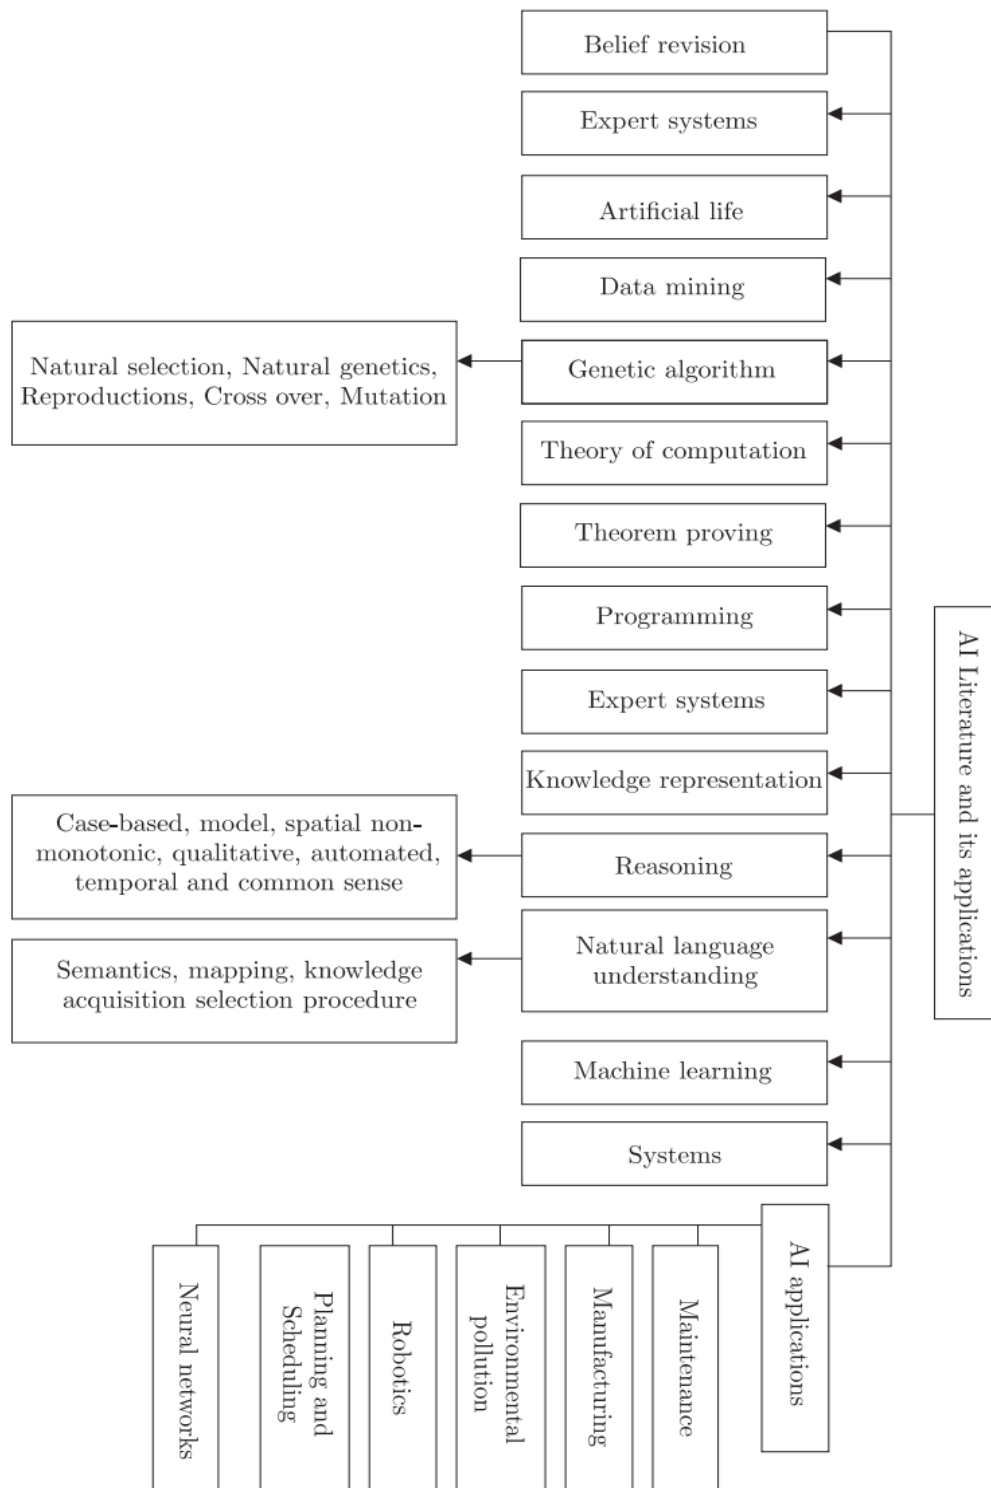 Belief revision
Expert systems
Artificial life
Data mining
Genetic algorithm
Natural selection, Natural genetics,
Reproductions, Cross over, Mutation
Theory of computation
Theorem proving
Programming
Expert systems
Knowledge representation
Reasoning
Case-based, model, spatial non-
monotonic, qualitative, automated,
temporal and common sense
Natural language
understanding
Semantics, mapping, knowledge
acquisition selection procedure
Machine learning
Systems
AI Literature and its applications
AI applications
Neural networks
Planning and
Scheduling
Robotics
Environmental
pollution
Manufacturing
Maintenance